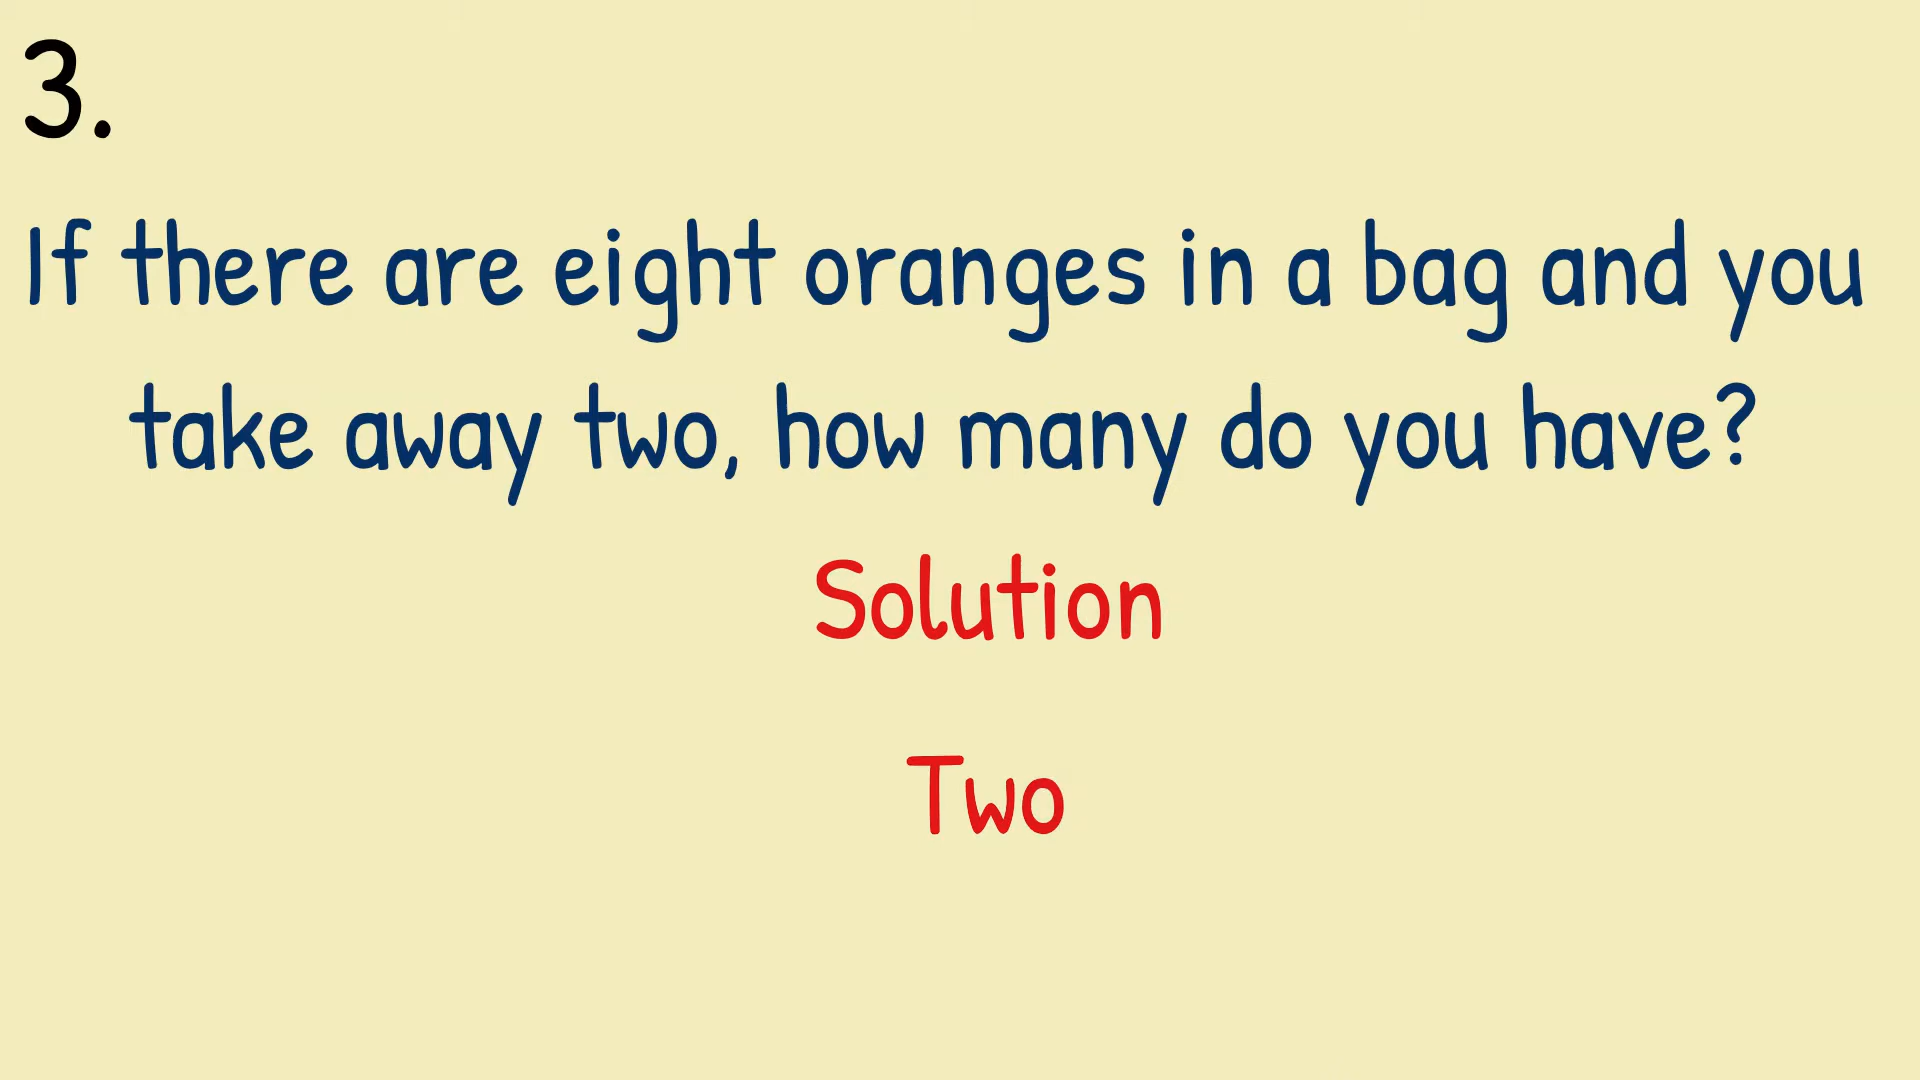 3.
If there are eight oranges in a bag and you
take away two, how many do you have?
Solution
Two